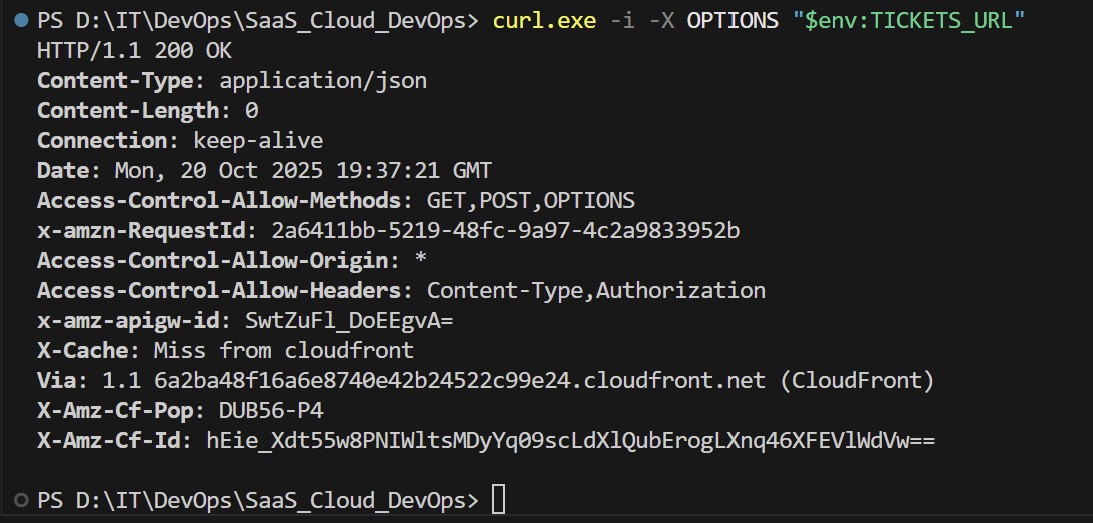 PS D:\IT\DevOps\SaaS_Cloud_DevOps> curl.exe -i -X OPTIONS "$env:TICKETS_URL"
HTTP/1.1 200 OK
Content-Type: application/json
Content-Length: 0
Connection: keep-alive
Date: Mon, 20 Oct 2025 19:37:21 GMT
Access-Control-Allow-Methods: GET,POST,OPTIONS
x-amzn-RequestId: 2a6411bb-5219-48fc-9a97-4c2a9833952b
Access-Control-Allow-Origin: *
Access-Control-Allow-Headers: Content-Type,Authorization
x-amz-apigw-id: SwtZuFl_DoEEgvA=
X-Cache: Miss from cloudfront
Via: 1.1 6a2ba48f16a6e8740e42b24522c99e24.cloudfront.net (CloudFront)
X-Amz-Cf-Pop: DUB56-P4
X-Amz-Cf-Id: hEie_Xdt55w8PNIWltsMDyYq09scLdXlQubErogLXnq46XFEVlWdVw==
PS D:\IT\DevOps\SaaS_Cloud_DevOps>